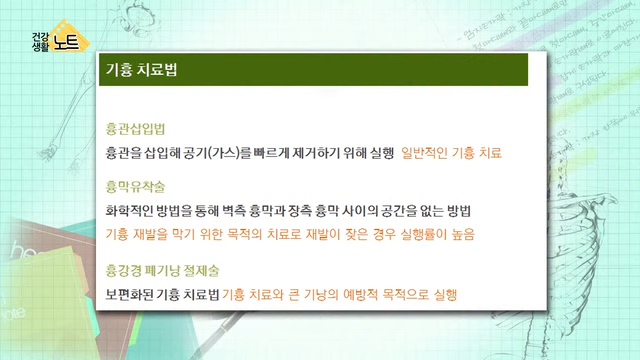 건강
생활 노트
기흉 치료법
흉관삽입법
흉관을 삽입해 공기(가스)를 빠르게 제거하기 위해 실행 일반적인 기흉 치료
흉막유착술
화학적인 방법을 통해 벽측 흉막과 장측 흉막 사이의 공간을 없는 방법
기흉 재발을 막기 위한 목적의 치료로 재발이 잦은 경우 실행률이 높음
흉강경 폐기낭 절제술
보편화된 기흉 치료법 기흉 치료와 큰 기낭의 예방적 목적으로 실행